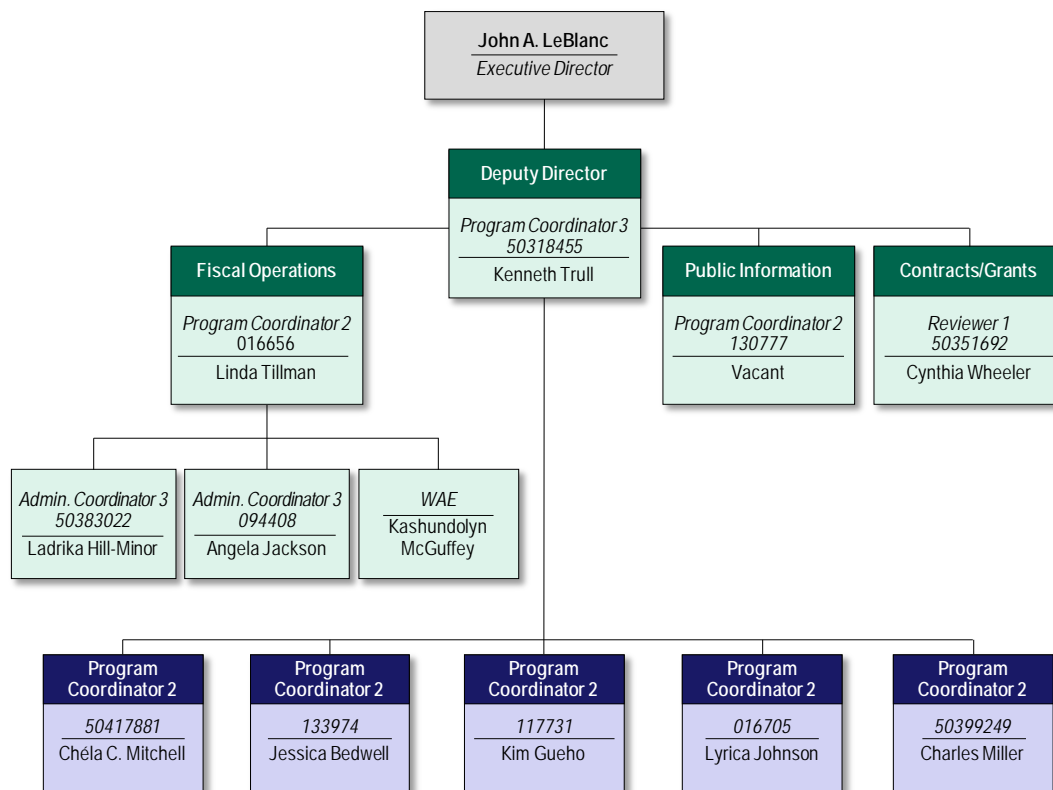 John A. LeBlanc
Executive Director
Deputy Director
Program Coordinator 3
50318455
Kenneth Trull
Fiscal Operations
Program Coordinator 2
016656
Linda Tillman
Public Information
Program Coordinator 2
130777
Vacant
Contracts/Grants
Reviewer 1
50351692
Cynthia Wheeler
Admin. Coordinator 3
50383022
Ladrika Hill-Minor
Admin. Coordinator 3
094408
Angela Jackson
WAE
Kashundolyn
McGuffey
Program
Coordinator 2
50417881
Chéla C. Mitchell
Program
Coordinator 2
133974
Jessica Bedwell
Program
Coordinator 2
117731
Kim Gueho
Program
Coordinator 2
016705
Lyrica Johnson
Program
Coordinator 2
50399249
Charles Miller